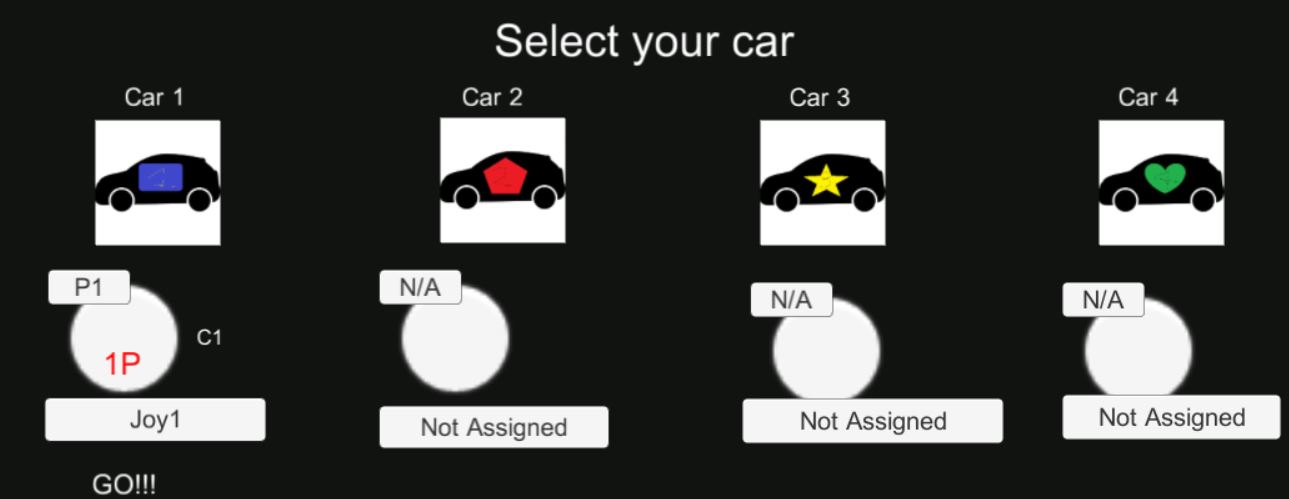 Select your car
Car 1
Car 2
Car 3
Car 4
P1
N/A
N/A
N/A
C1
1P
Joy1
Not Assigned
Not Assigned
Not Assigned
GO!!!